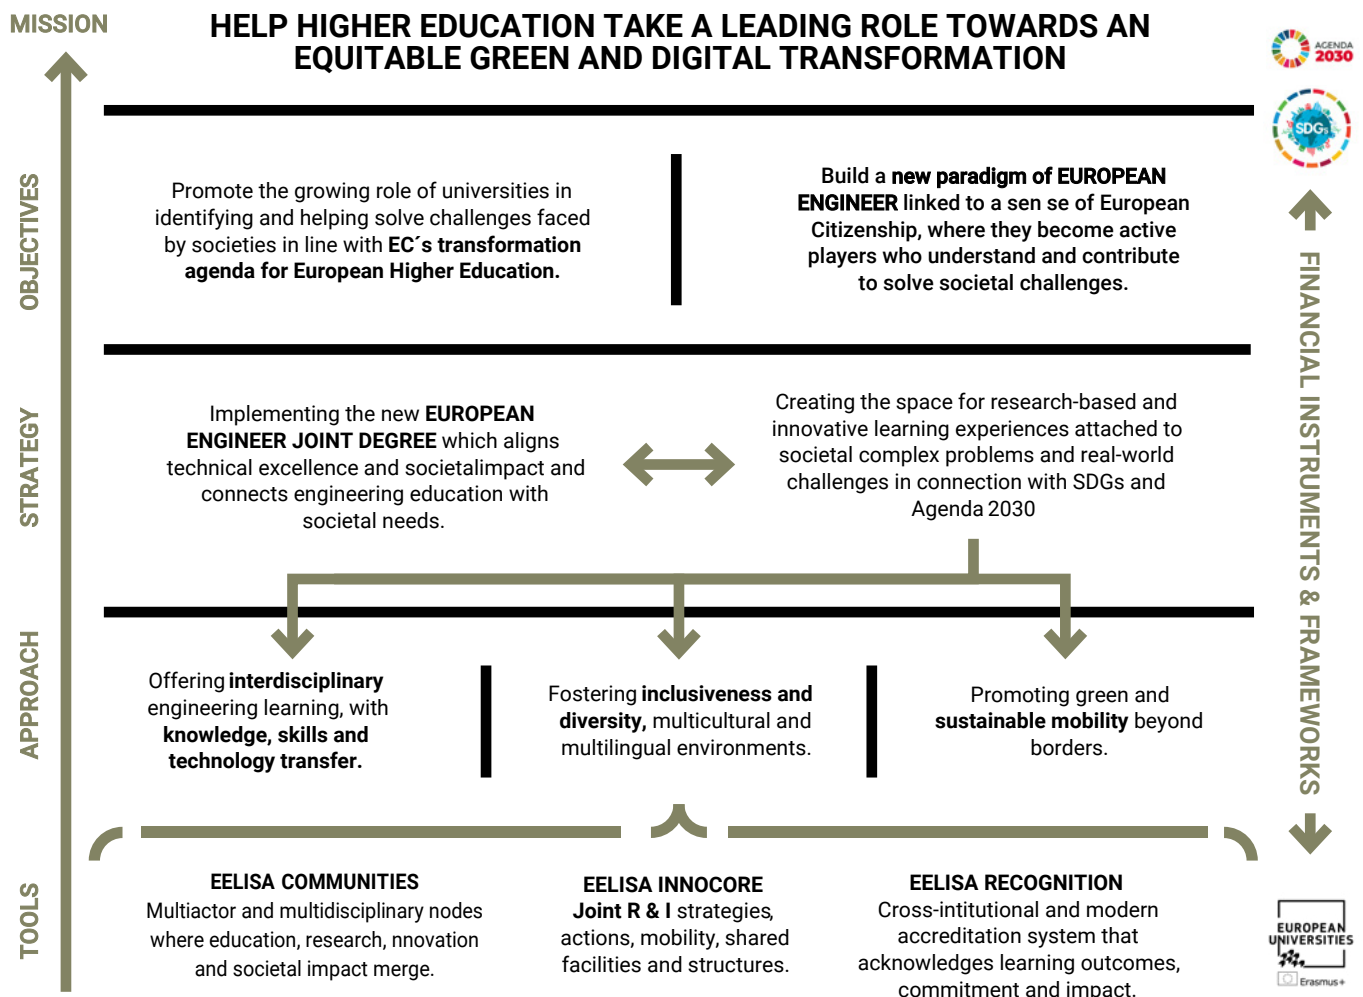 MISSION
HELP HIGHER EDUCATION TAKE A LEADING ROLE TOWARDS AN
EQUITABLE GREEN AND DIGITAL TRANSFORMATION
AGENDA
2030
SDGs
OBJECTIVES
Promote the growing role of universities in
identifying and helping solve challenges faced
by societies in line with EC´s transformation
agenda for European Higher Education.
Build a new paradigm of EUROPEAN
ENGINEER linked to a sen se of European
Citizenship, where they become active
players who understand and contribute
to solve societal challenges.
FINANCIAL INSTRUMENTS & FRAMEWORKS
STRATEGY
Implementing the new EUROPEAN
ENGINEER JOINT DEGREE which aligns
technical excellence and societalimpact and
connects engineering education with
societal needs.
Creating the space for research-based and
innovative learning experiences attached to
societal complex problems and real-world
challenges in connection with SDGs and
Agenda 2030
APPROACH
Offering interdisciplinary
engineering learning, with
knowledge, skills and
technology transfer.
Fostering inclusiveness and
diversity, multicultural and
multilingual environments.
Promoting green and
sustainable mobility beyond
borders.
TOOLS
EELISA COMMUNITIES
Multiactor and multidisciplinary nodes
where education, research, nnovation
and societal impact merge.
EELISA INNOCORE
Joint R & I strategies,
actions, mobility, shared
facilities and structures.
EELISA RECOGNITION
Cross-intitutional and modern
accreditation system that
acknowledges learning outcomes,
commitment and impact.
EUROPEAN
UNIVERSITIES
Erasmus+